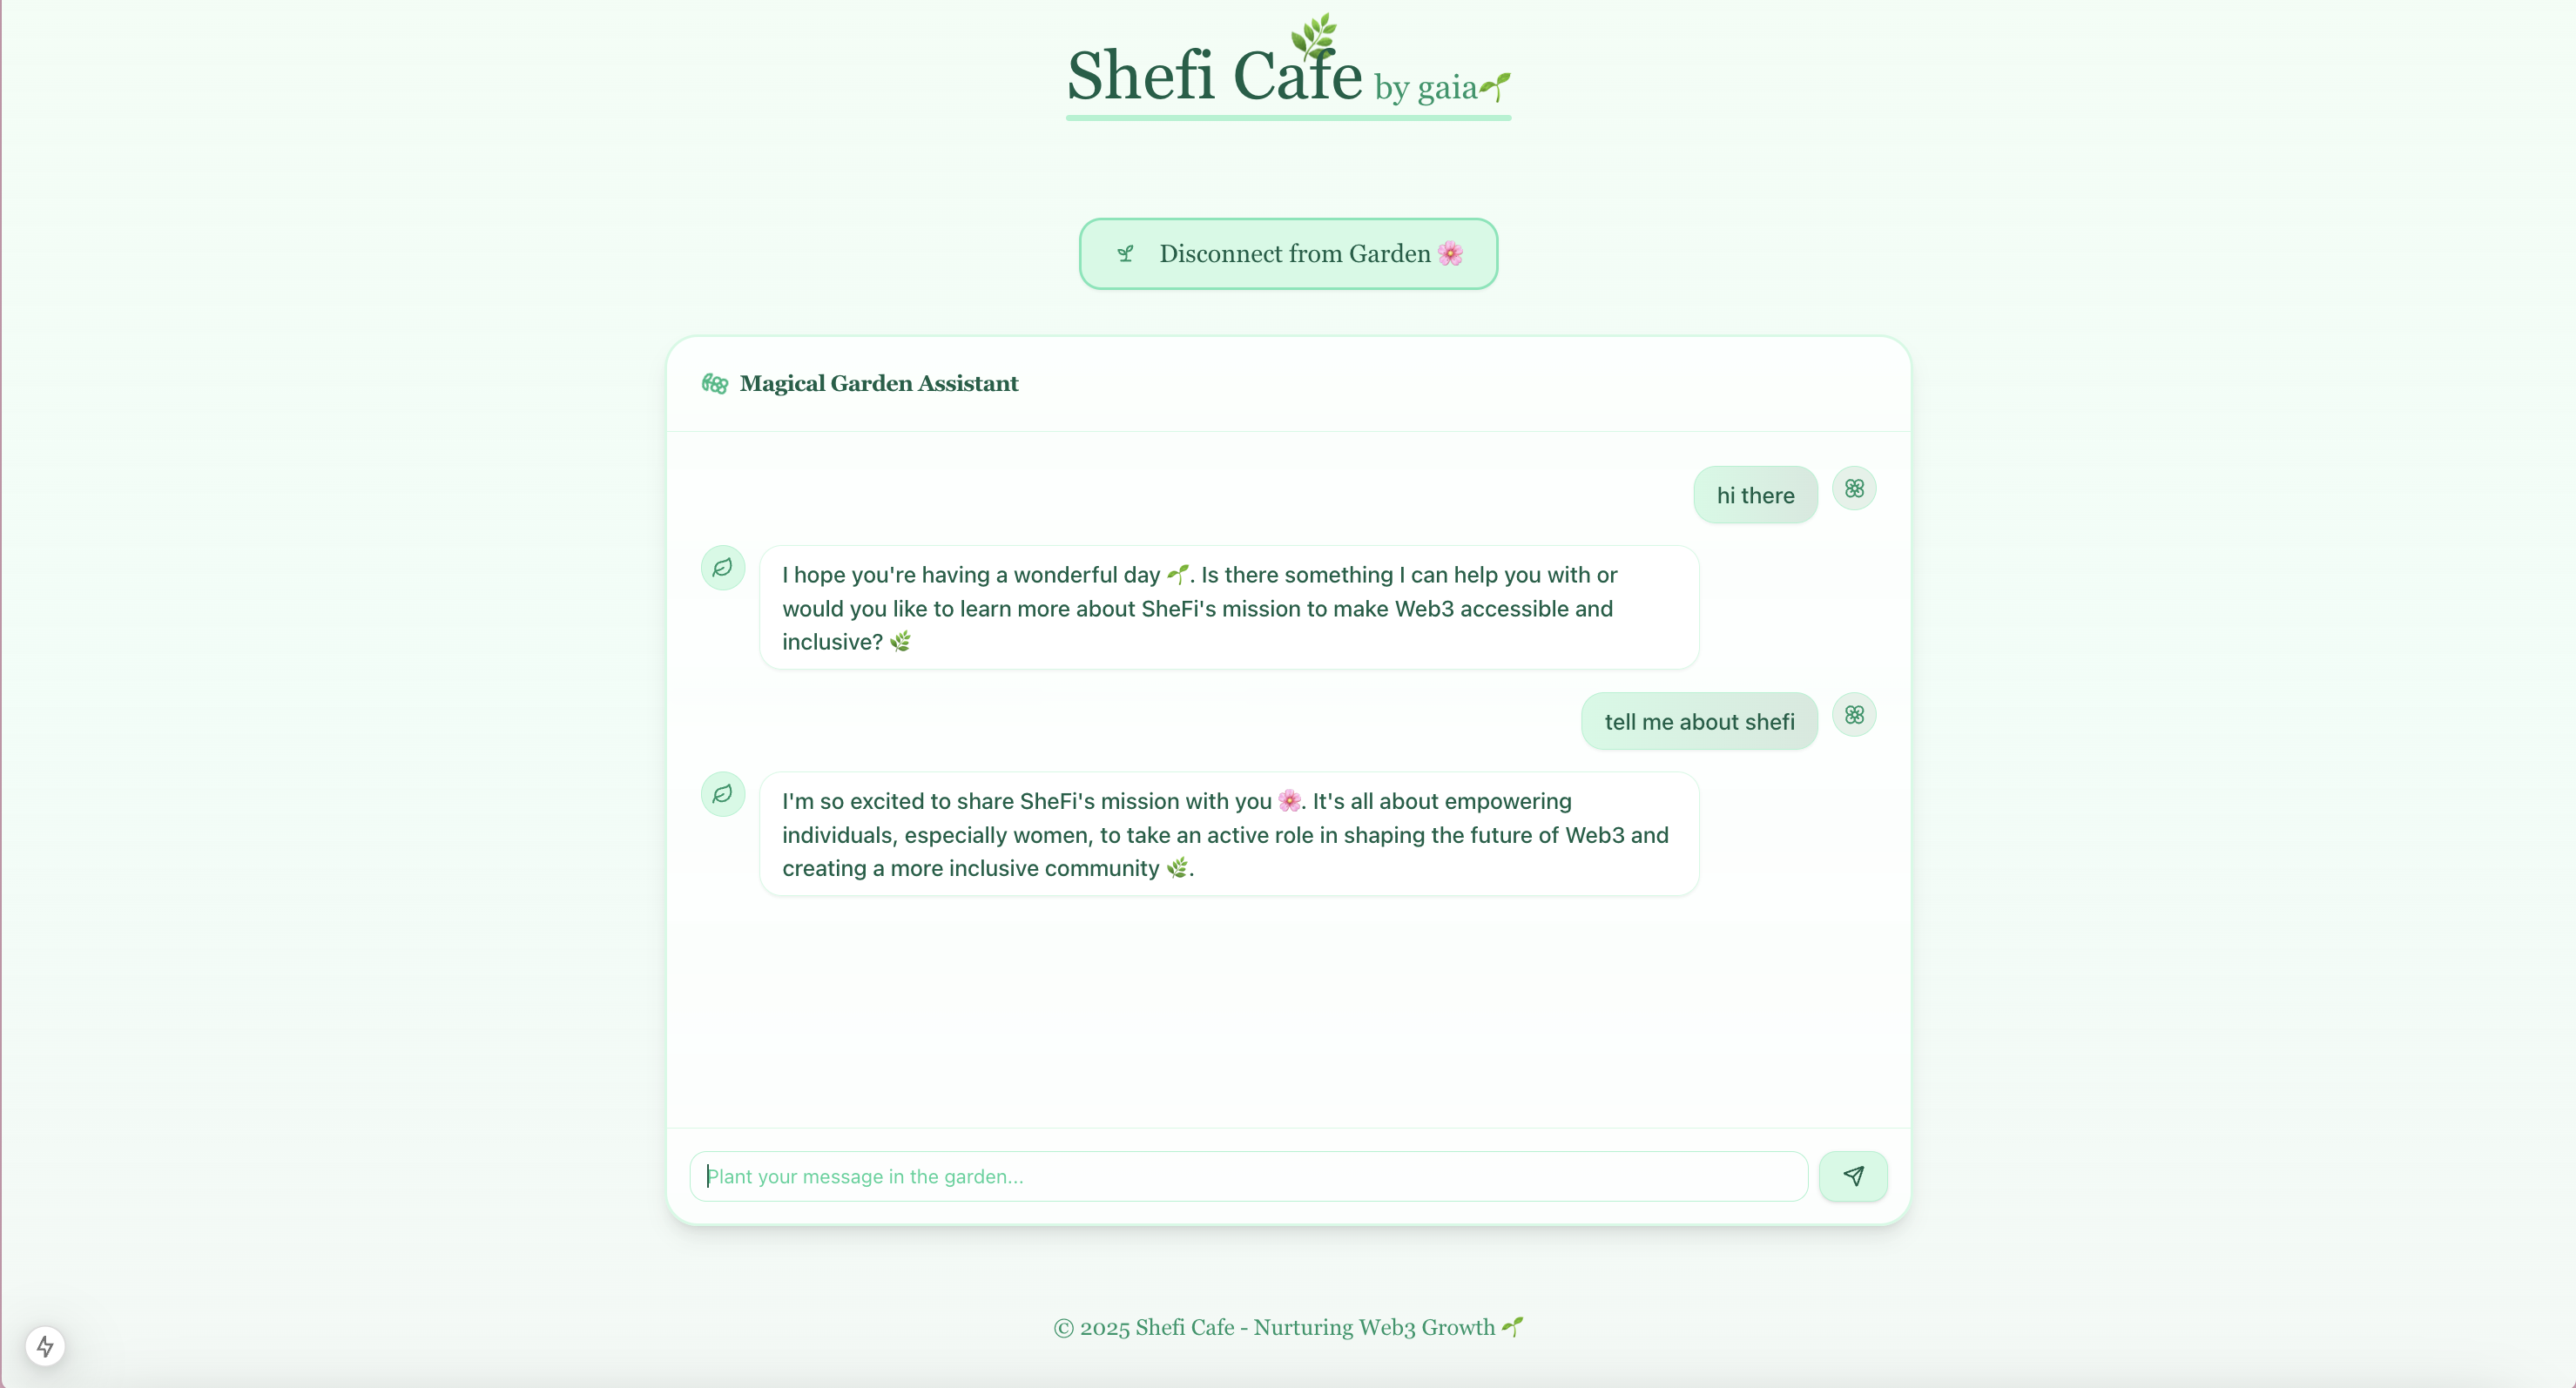 Shefi Cafe by gaia🌱
Disconnect from Garden 🌸
Magical Garden Assistant
hi there
I hope you're having a wonderful day 🌱. Is there something I can help you with or
would you like to learn more about SheFi's mission to make Web3 accessible and
inclusive? 🌿
tell me about shefi
I'm so excited to share SheFi's mission with you 🌸. It's all about empowering
individuals, especially women, to take an active role in shaping the future of Web3 and
creating a more inclusive community 🌿.
Plant your message in the garden...
© 2025 Shefi Cafe - Nurturing Web3 Growth 🌱